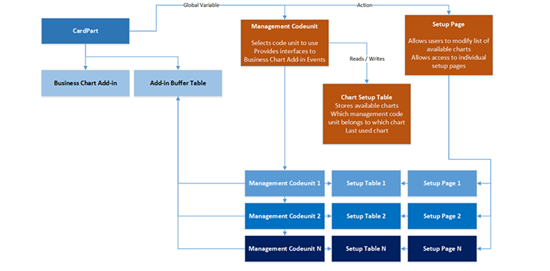 Global Variable
Action
CardPart
Management Codeunit
Selects code unit to use
Provides interfaces to
Business Chart Add-in Events
Setup Page
Allows users to modify list of
available charts
Allows access to individual
setup pages
Reads / Writes
Business Chart Add-in
Add-in Buffer Table
Chart Setup Table
Stores available charts
Which management code
unit belongs to which chart
Last used chart
Management Codeunit 1
Setup Table 1
Setup Page 1
Management Codeunit 2
Setup Table 2
Setup Page 2
Management Codeunit N
Setup Table N
Setup Page N